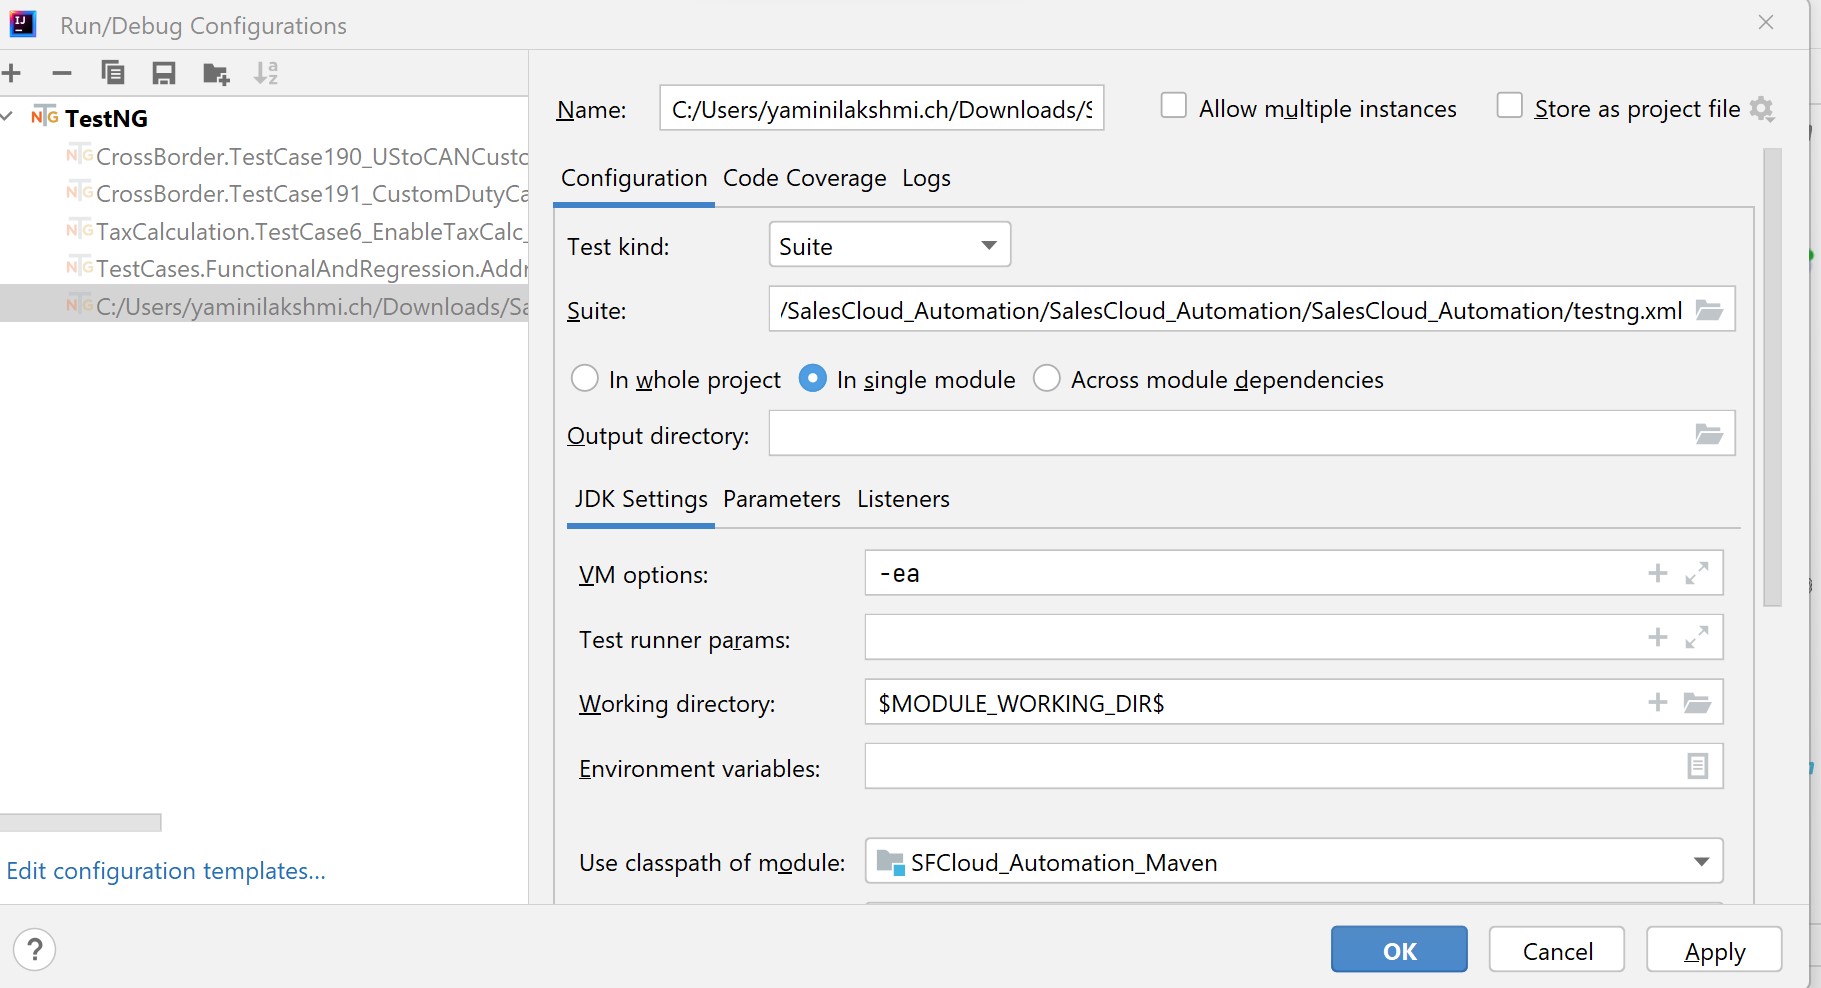 Run/Debug Configurations
TestNG
CrossBorder.TestCase190_UStoCANCusto
CrossBorder.TestCase191_CustomDutyCa
TaxCalculation.TestCase6_EnableTaxCalc_
TestCases.FunctionalAndRegression.Addr
C:/Users/yaminilakshmi.ch/Downloads/Sa
Edit configuration templates...
Name: C:/Users/yaminilakshmi.ch/Downloads/S
Allow multiple instances
Store as project file
Configuration Code Coverage Logs
Test kind: Suite
Suite: /SalesCloud_Automation/SalesCloud_Automation/SalesCloud_Automation/testng.xml
In whole project In single module Across module dependencies
Output directory:
JDK Settings Parameters Listeners
VM options: -ea
Test runner params:
Working directory: $MODULE_WORKING_DIR$
Environment variables:
Use classpath of module: SFCloud_Automation_Maven
? OK Cancel Apply